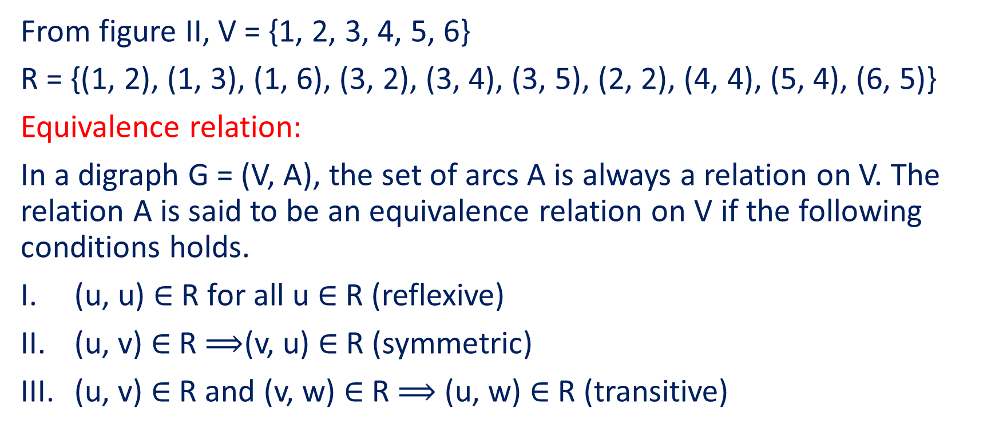 From figure II, V = {1, 2, 3, 4, 5, 6}
R = {(1, 2), (1, 3), (1, 6), (3, 2), (3, 4), (3, 5), (2, 2), (4, 4), (5, 4), (6, 5)}
Equivalence relation:
In a digraph G = (V, A), the set of arcs A is always a relation on V. The
relation A is said to be an equivalence relation on V if the following
conditions holds.
I. (u, u) ∈ R for all u ∈ R (reflexive)
II. (u, v) ∈ R ⟹(v, u) ∈ R (symmetric)
III. (u, v) ∈ R and (v, w) ∈ R ⟹ (u, w) ∈ R (transitive)